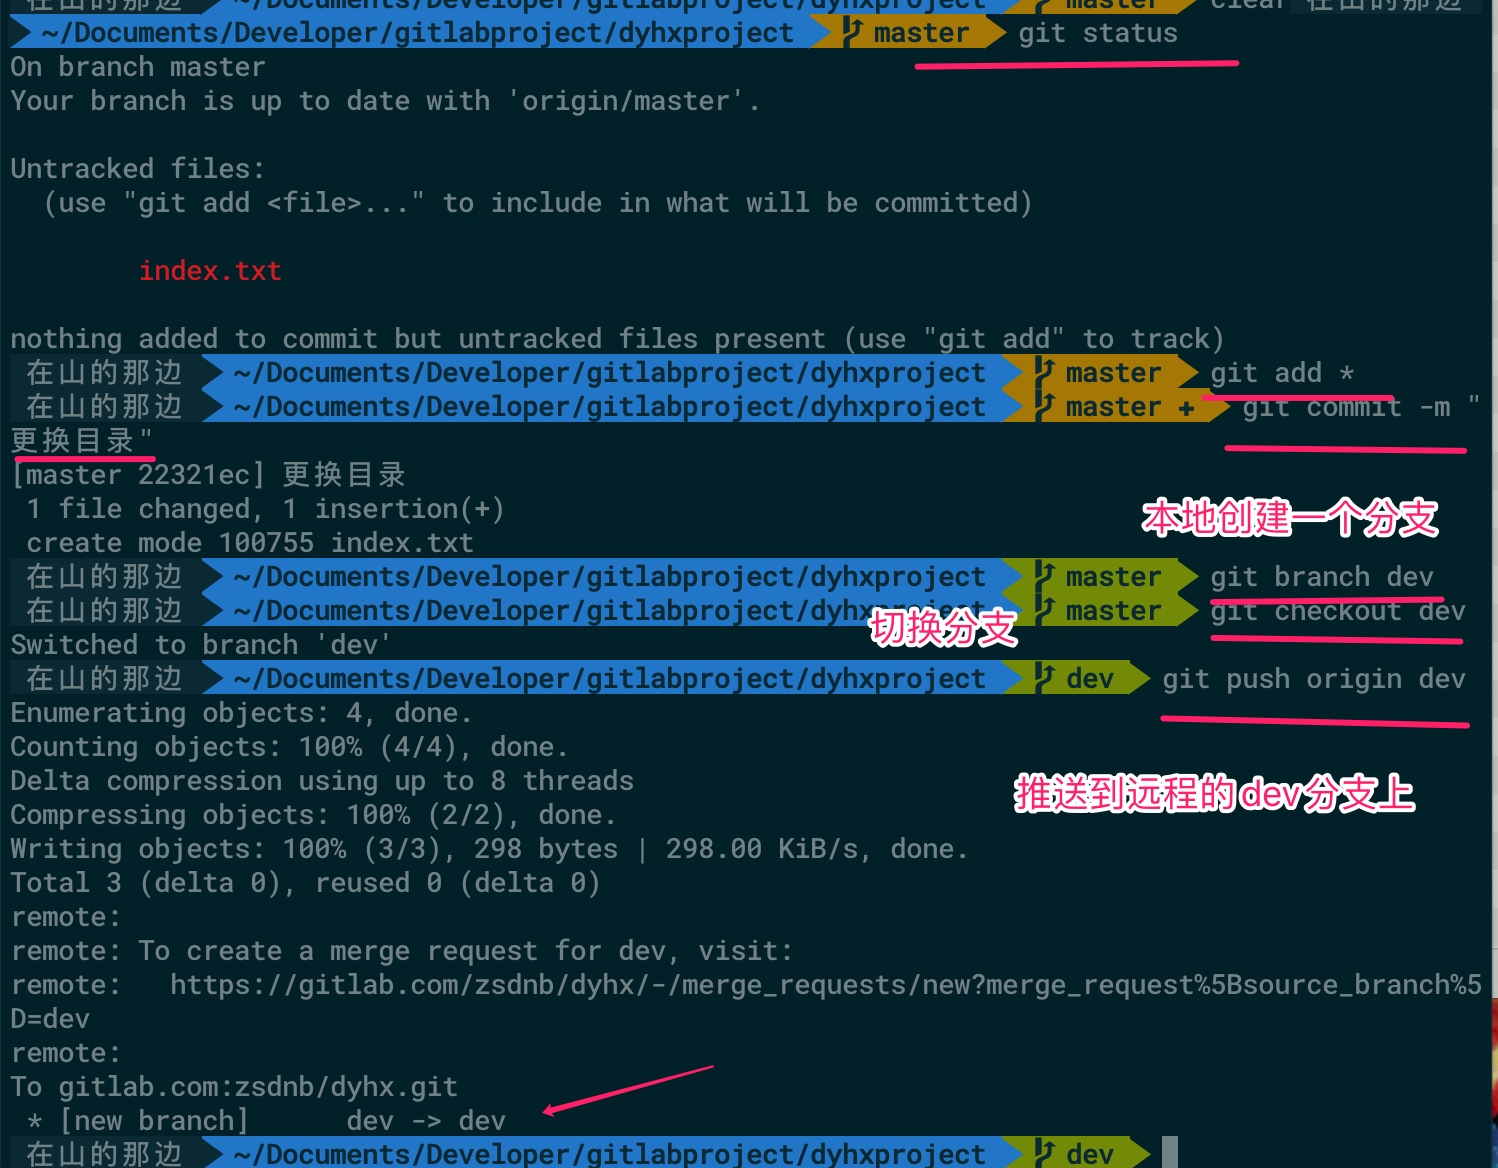 在山的那边 ~/Documents/Developer/gitlabproject/dyhxproject master clear 在山的那边
~/Documents/Developer/gitlabproject/dyhxproject master git status
On branch master
Your branch is up to date with 'origin/master'.
Untracked files:
(use "git add <file>..." to include in what will be committed)
index.txt
nothing added to commit but untracked files present (use "git add" to track)
在山的那边 ~/Documents/Developer/gitlabproject/dyhxproject master git add *
在山的那边 ~/Documents/Developer/gitlabproject/dyhxproject master + git commit -m "
更换目录"
[master 22321ec] 更换目录
1 file changed, 1 insertion(+)
本地创建一个分支
create mode 100755 index.txt
在山的那边 ~/Documents/Developer/gitlabproject/dyhxproject master git branch dev
在山的那边 ~/Documents/Developer/gitlabproject/dyhxproject master git checkout dev
切换分支
Switched to branch 'dev'
在山的那边 ~/Documents/Developer/gitlabproject/dyhxproject dev git push origin dev
Enumerating objects: 4, done.
Counting objects: 100% (4/4), done.
Delta compression using up to 8 threads
推送到远程的dev分支上
Compressing objects: 100% (2/2), done.
Writing objects: 100% (3/3), 298 bytes | 298.00 KiB/s, done.
Total 3 (delta 0), reused 0 (delta 0)
remote:
remote: To create a merge request for dev, visit:
remote:   https://gitlab.com/zsdnb/dyhx/-/merge_requests/new?merge_request%5Bsource_branch%5
D=dev
remote:
To gitlab.com:zsdnb/dyhx.git
* [new branch]      dev -> dev
在山的那边 ~/Documents/Developer/gitlabproject/dyhxproject dev